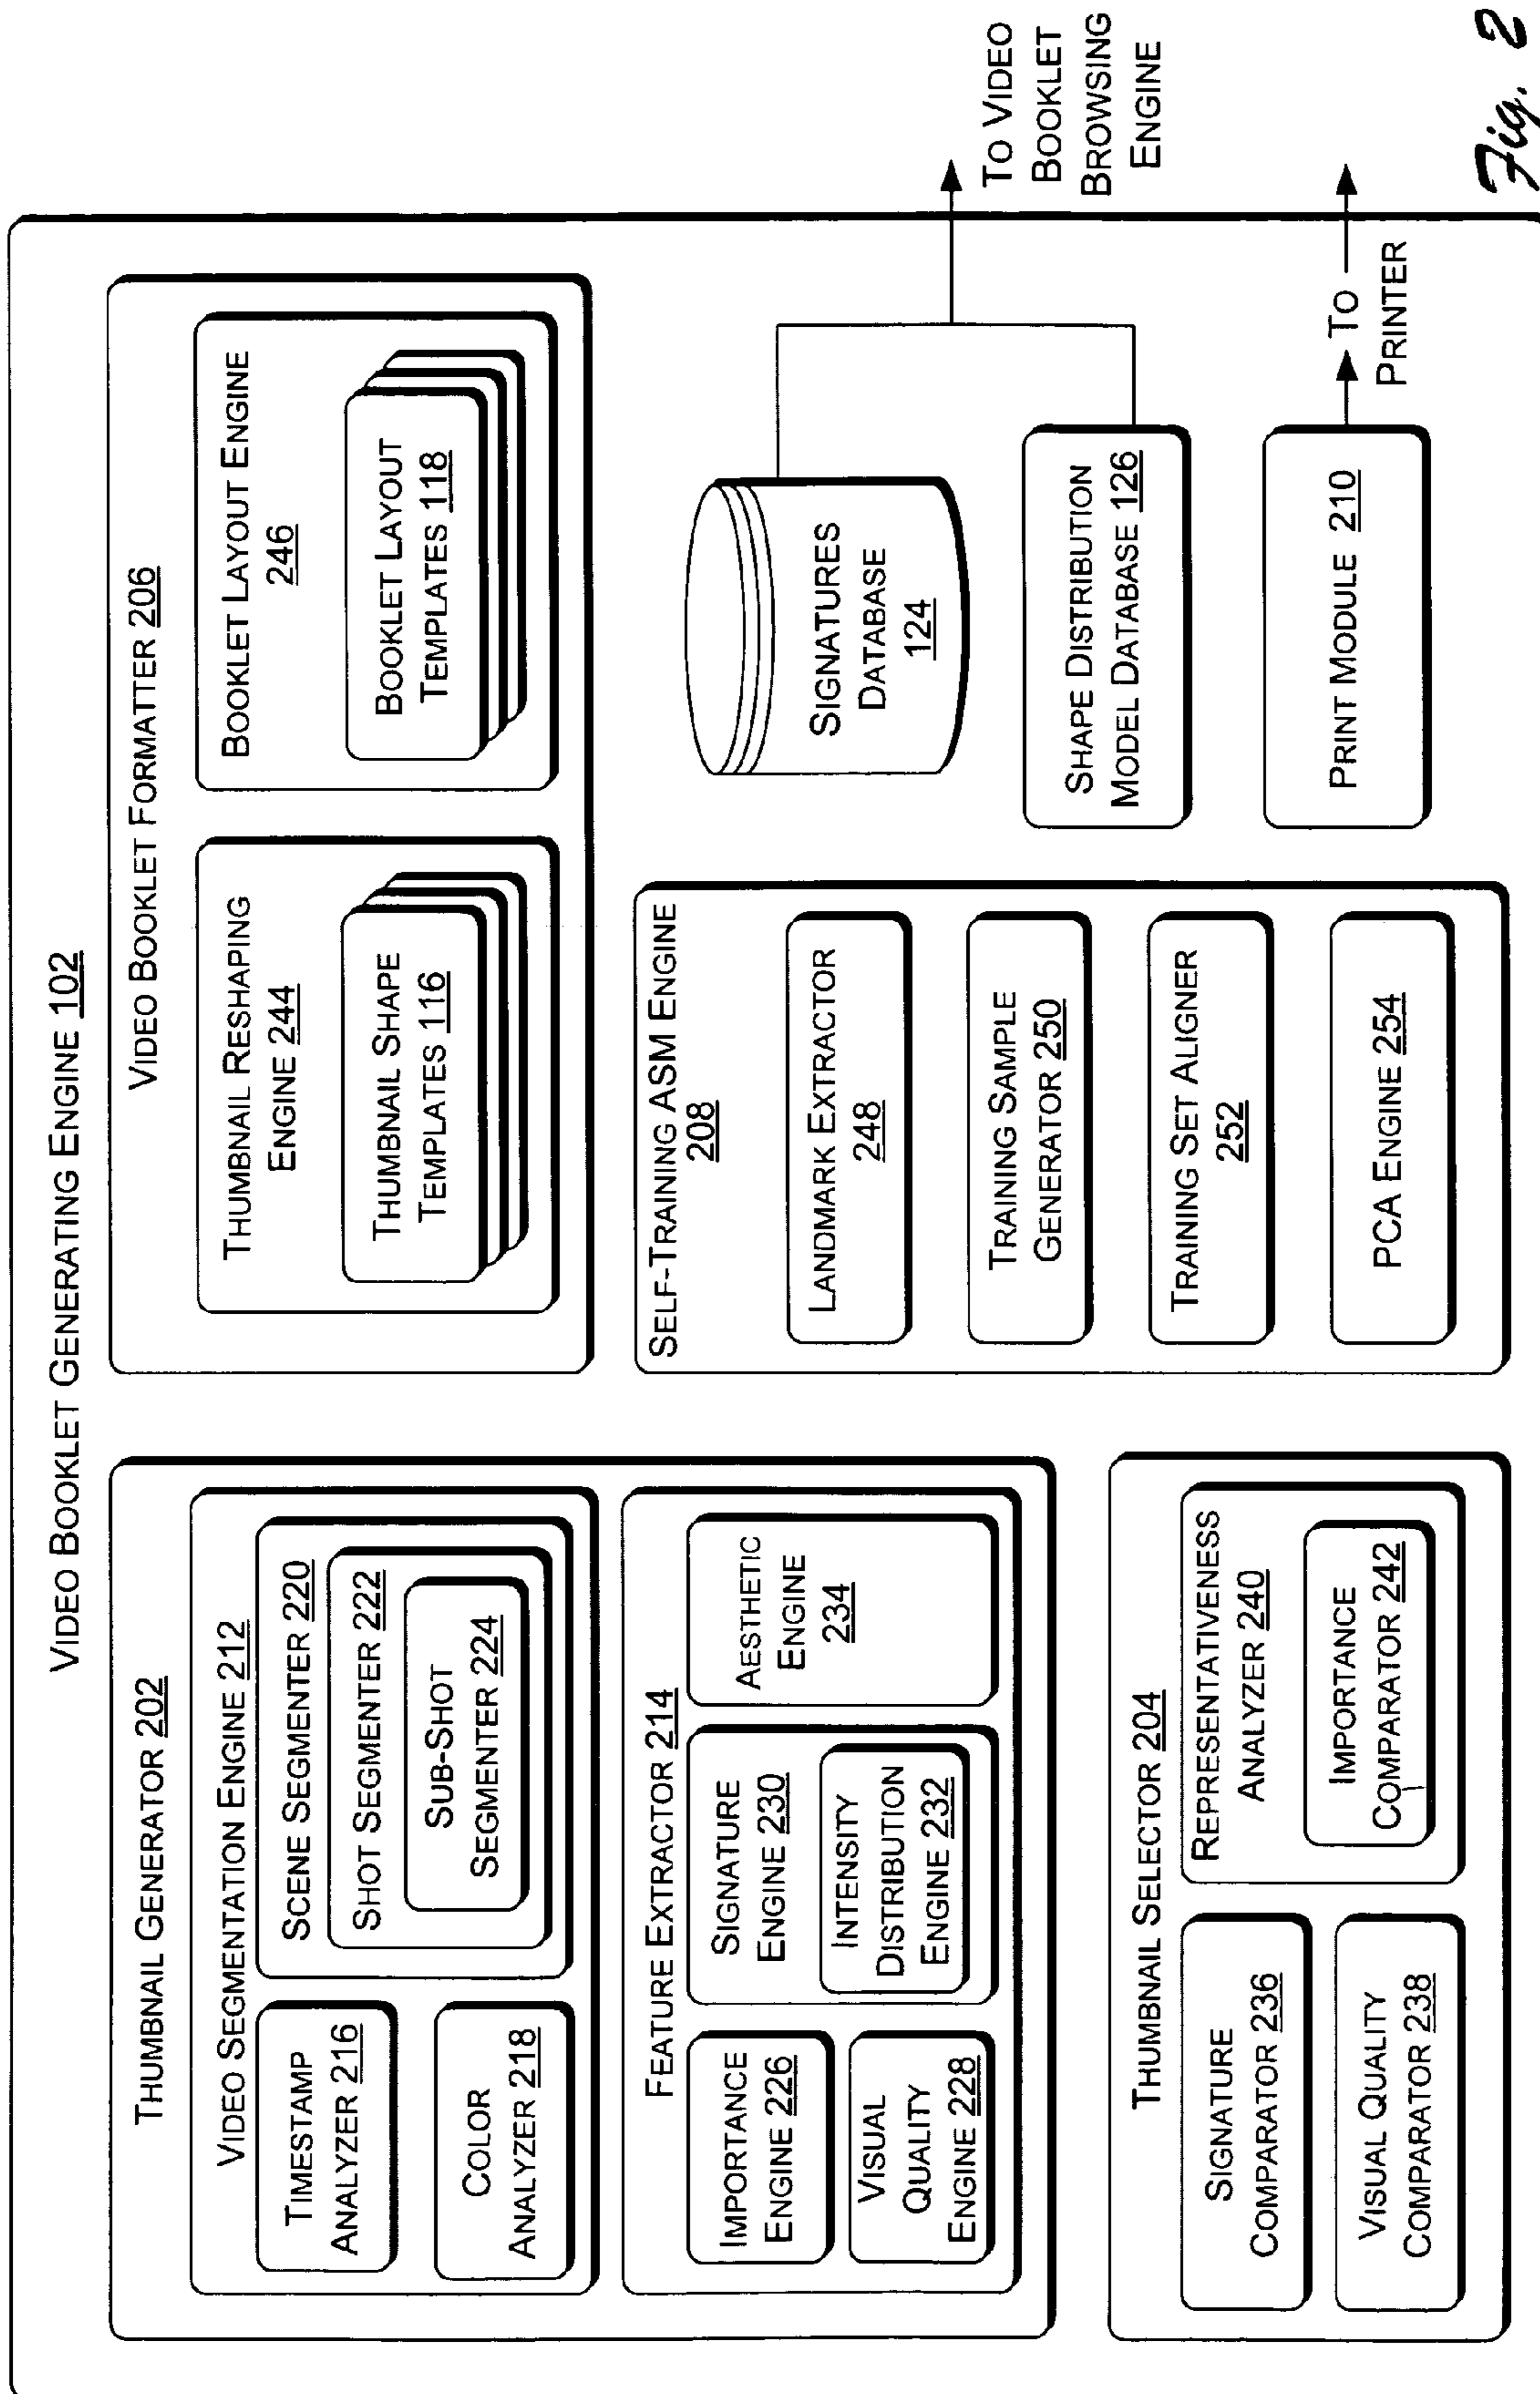 VIDEO BOOKLET GENERATING ENGINE 102
THUMBNAIL GENERATOR 202
VIDEO SEGMENTATION ENGINE 212
TIMESTAMP
ANALYZER 216
COLOR
ANALYZER 218
SCENE SEGMENTER 220
SHOT SEGMENTER 222
SUB-SHOT
SEGMENTER 224
FEATURE EXTRACTOR 214
IMPORTANCE
ENGINE 226
VISUAL
QUALITY
ENGINE 228
SIGNATURE
ENGINE 230
INTENSITY
DISTRIBUTION
ENGINE 232
AESTHETIC
ENGINE
234
THUMBNAIL SELECTOR 204
SIGNATURE
COMPARATOR 236
VISUAL QUALITY
COMPARATOR 238
REPRESENTATIVENESS
ANALYZER 240
IMPORTANCE
COMPARATOR 242
VIDEO BOOKLET FORMATTER 206
THUMBNAIL RESHAPING
ENGINE 244
THUMBNAIL SHAPE
TEMPLATES 116
BOOKLET LAYOUT ENGINE
246
BOOKLET LAYOUT
TEMPLATES 118
SELF-TRAINING ASM ENGINE
208
LANDMARK EXTRACTOR
248
TRAINING SAMPLE
GENERATOR 250
TRAINING SET ALIGNER
252
PCA ENGINE 254
SIGNATURES
DATABASE
124
SHAPE DISTRIBUTION
MODEL DATABASE 126
PRINT MODULE 210
TO VIDEO
BOOKLET
BROWSING
ENGINE
TO
PRINTER
Fig. 2